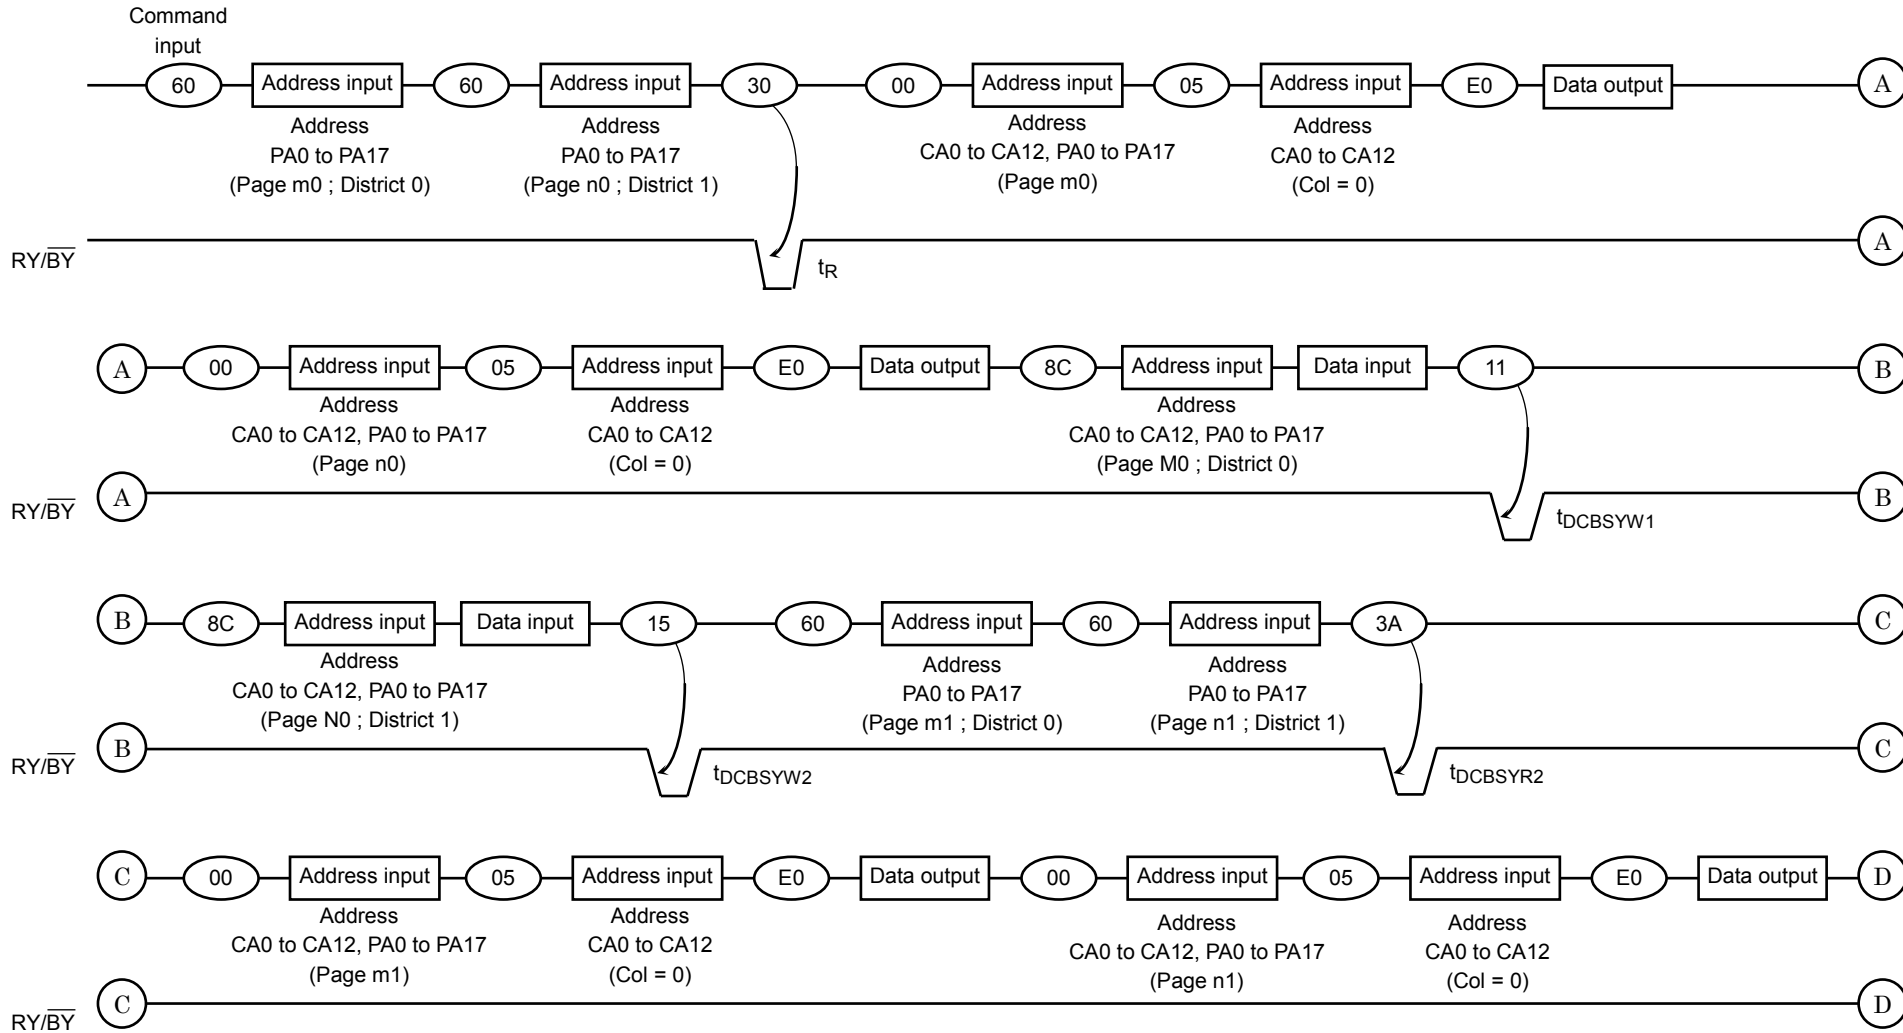 Command
input
60 Address input 60 Address input 30 00 Address input 05 Address input E0 Data output A
Address
PA0 to PA17
(Page m0 ; District 0)
Address
PA0 to PA17
(Page n0 ; District 1)
Address
CA0 to CA12, PA0 to PA17
(Page m0)
Address
CA0 to CA12
(Col = 0)
RY/BY tR A
A 00 Address input 05 Address input E0 Data output 8C Address input Data input 11 B
Address
CA0 to CA12, PA0 to PA17
(Page n0)
Address
CA0 to CA12
(Col = 0)
Address
CA0 to CA12, PA0 to PA17
(Page M0 ; District 0)
RY/BY A tDCBSYW1 B
B 8C Address input Data input 15 60 Address input 60 Address input 3A C
Address
CA0 to CA12, PA0 to PA17
(Page N0 ; District 1)
Address
PA0 to PA17
(Page m1 ; District 0)
Address
PA0 to PA17
(Page n1 ; District 1)
RY/BY B tDCBSYW2 tDCBSYR2 C
C 00 Address input 05 Address input E0 Data output 00 Address input 05 Address input E0 Data output D
Address
CA0 to CA12, PA0 to PA17
(Page m1)
Address
CA0 to CA12
(Col = 0)
Address
CA0 to CA12, PA0 to PA17
(Page n1)
Address
CA0 to CA12
(Col = 0)
RY/BY C D